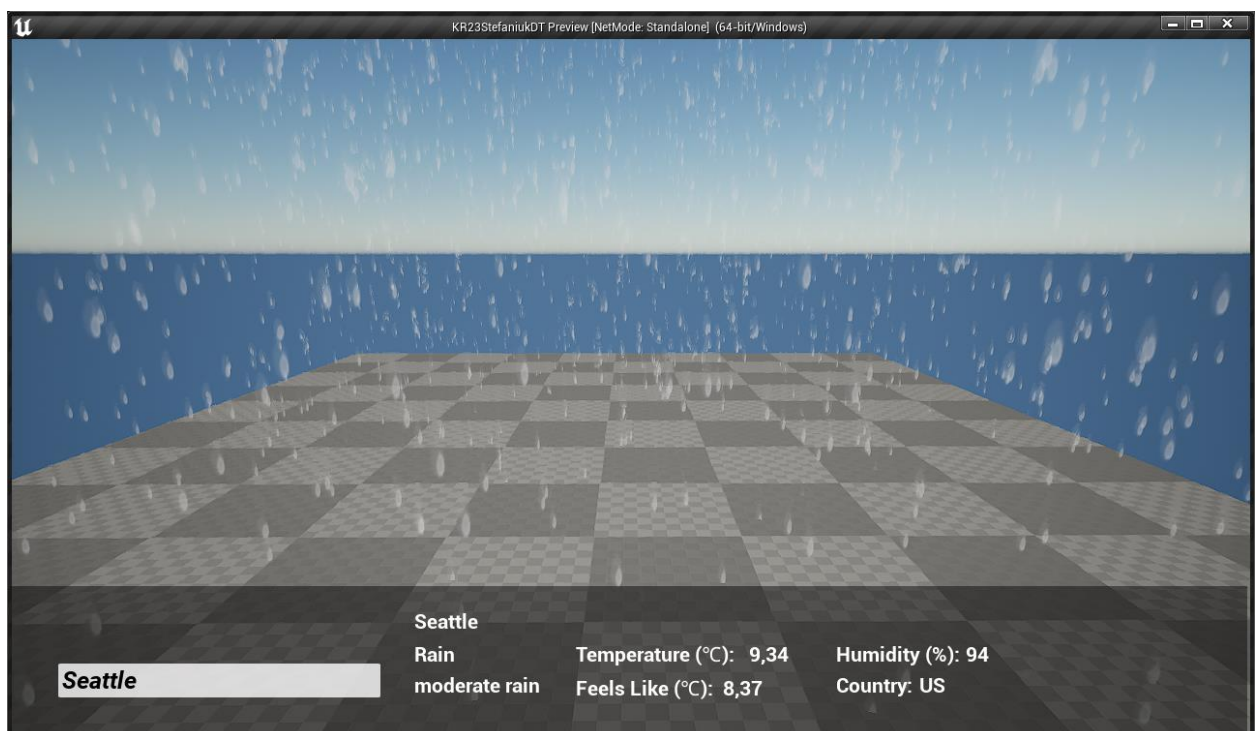 KR23StefaniukDT Preview [NetMode: Standalone] (64-bit/Windows)
Seattle
Seattle
Rain
moderate rain
Temperature (℃): 9,34
Feels Like (℃): 8,37
Humidity (%): 94
Country: US